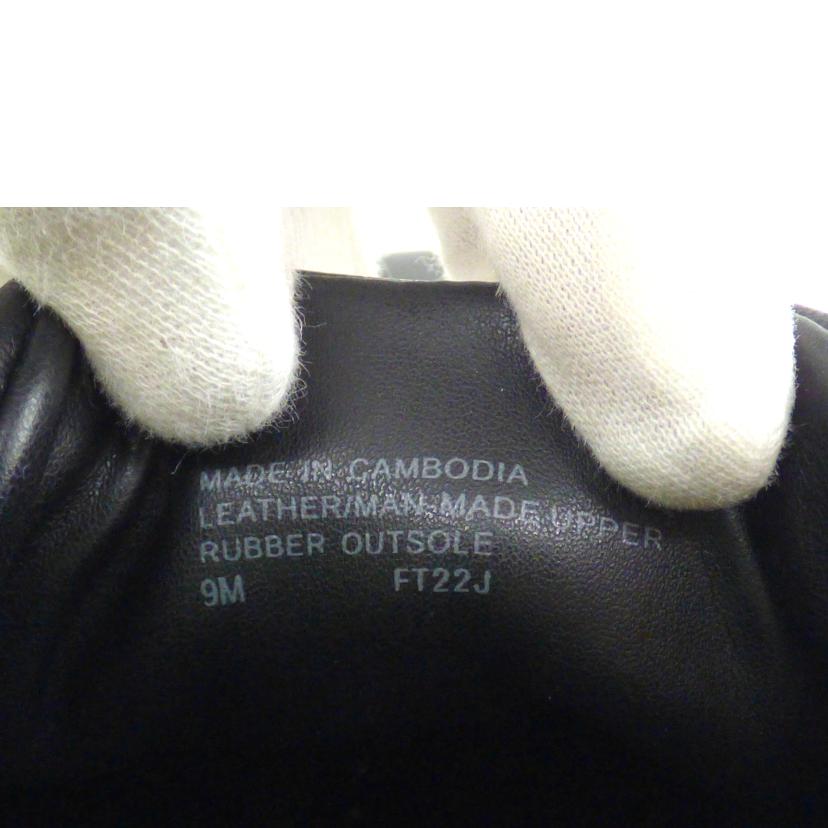 MADE IN CAMBODIA
LEATHER/MAN-MADE UPPER
RUBBER OUTSOLE
9M FT22J